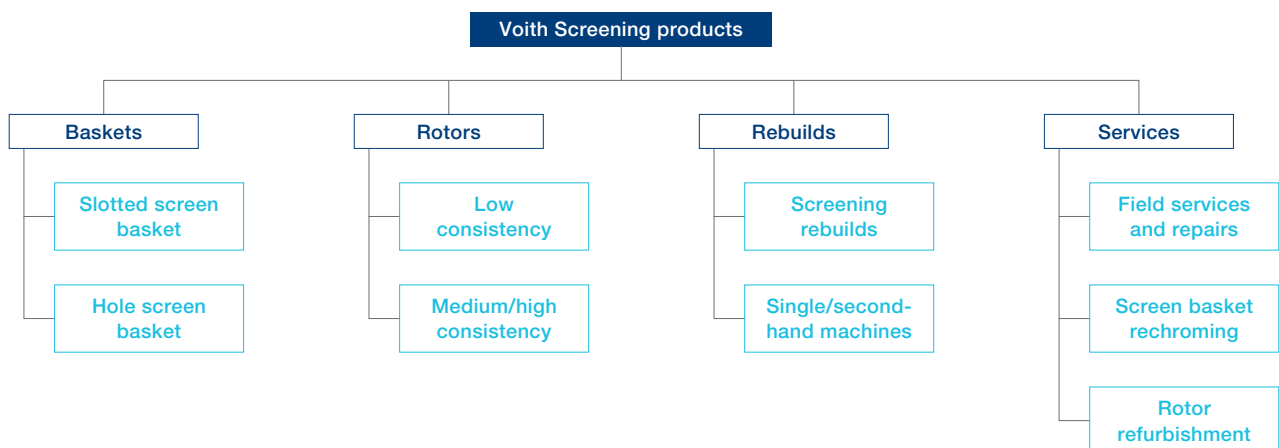 Voith Screening products
Baskets
Rotors
Rebuilds
Services
Slotted screen
basket
Low
consistency
Screening
rebuilds
Field services
and repairs
Hole screen
basket
Medium/high
consistency
Single/second-
hand machines
Screen basket
rechroming
Rotor
refurbishment